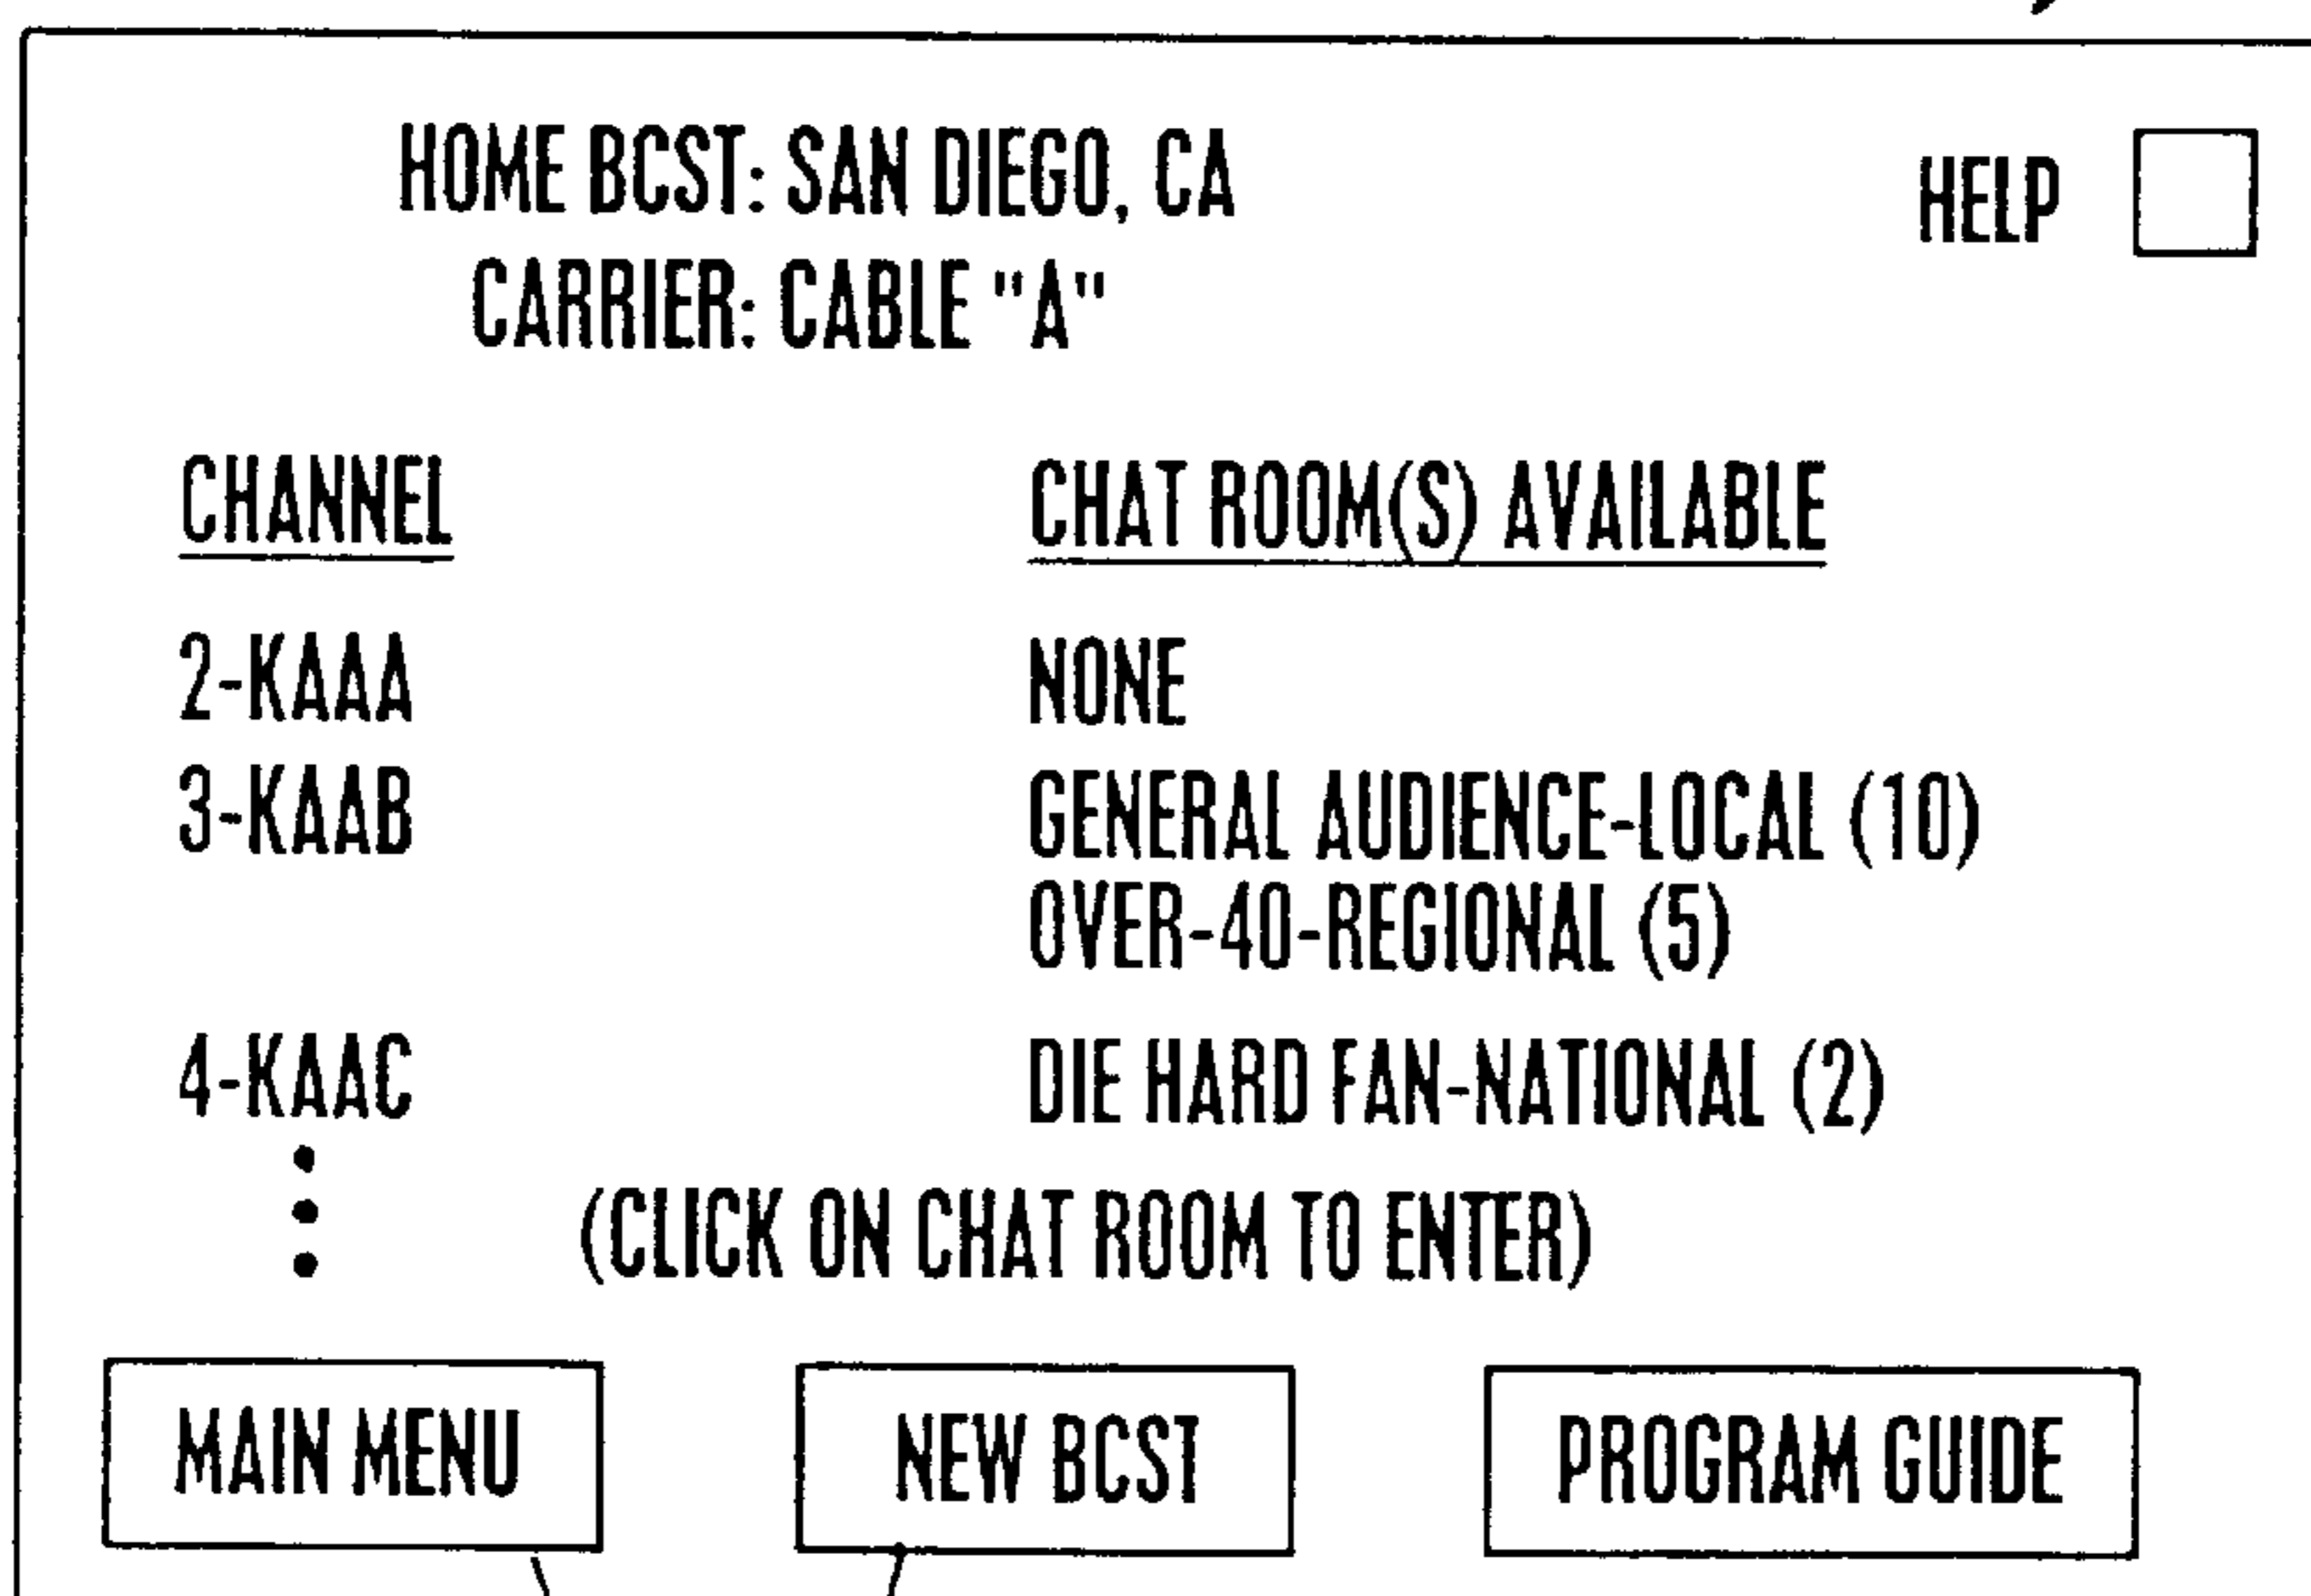 HOME BCST: SAN DIEGO, CA
HELP
CARRIER: CABLE "A"
CHANNEL CHAT ROOM(S) AVAILABLE
2-KAAA NONE
3-KAAB GENERAL AUDIENCE-LOCAL (10)
OVER-40-REGIONAL (5)
4-KAAC DIE HARD FAN-NATIONAL (2)
(CLICK ON CHAT ROOM TO ENTER)
MAIN MENU NEW BCST PROGRAM GUIDE